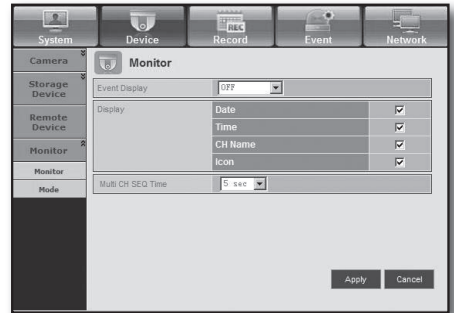 System Device Record Event Network
REC
Camera
Monitor
Storage
Device
Event Display OFF
Display Date
Time
CH Name
Icon
Remote
Device
Monitor
Monitor
Mode
Multi CH SEQ Time 5 sec
Apply Cancel